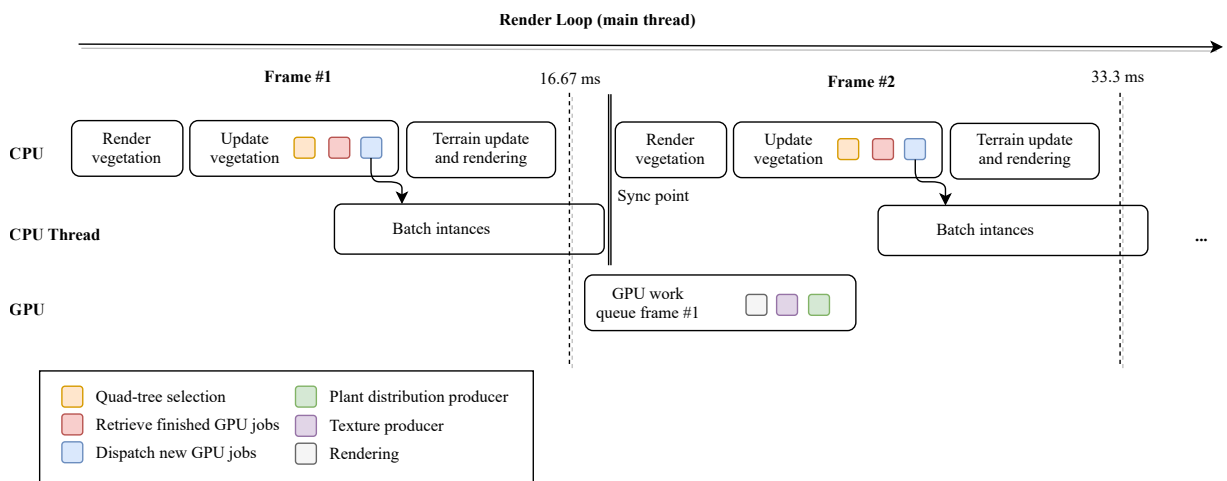 Render Loop (main thread)
Frame #1
16.67 ms
Frame #2
33.3 ms
CPU
Render
vegetation
Update
vegetation
Terrain update
and rendering
Render
vegetation
Update
vegetation
Terrain update
and rendering
Sync point
CPU Thread
Batch intances
Batch intances
...
GPU
GPU work
queue frame #1
Quad-tree selection
Plant distribution producer
Retrieve finished GPU jobs
Texture producer
Dispatch new GPU jobs
Rendering